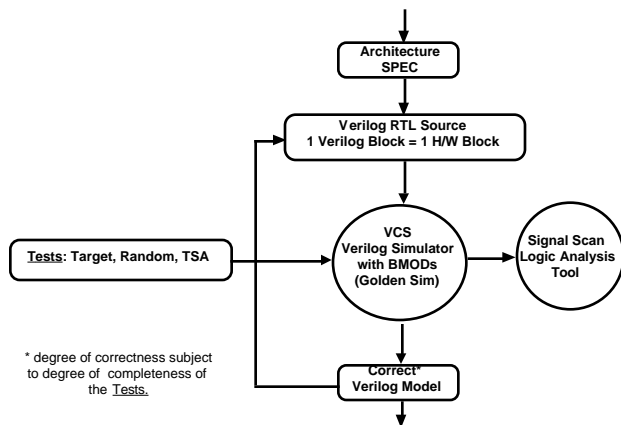 Architecture
SPEC
Verilog RTL Source
1 Verilog Block = 1 H/W Block
VCS
Verilog Simulator
with BMODs
(Golden Sim)
Signal Scan
Logic Analysis
Tool
Tests: Target, Random, TSA
* degree of correctness subject
to degree of completeness of
the Tests.
Correct*
Verilog Model